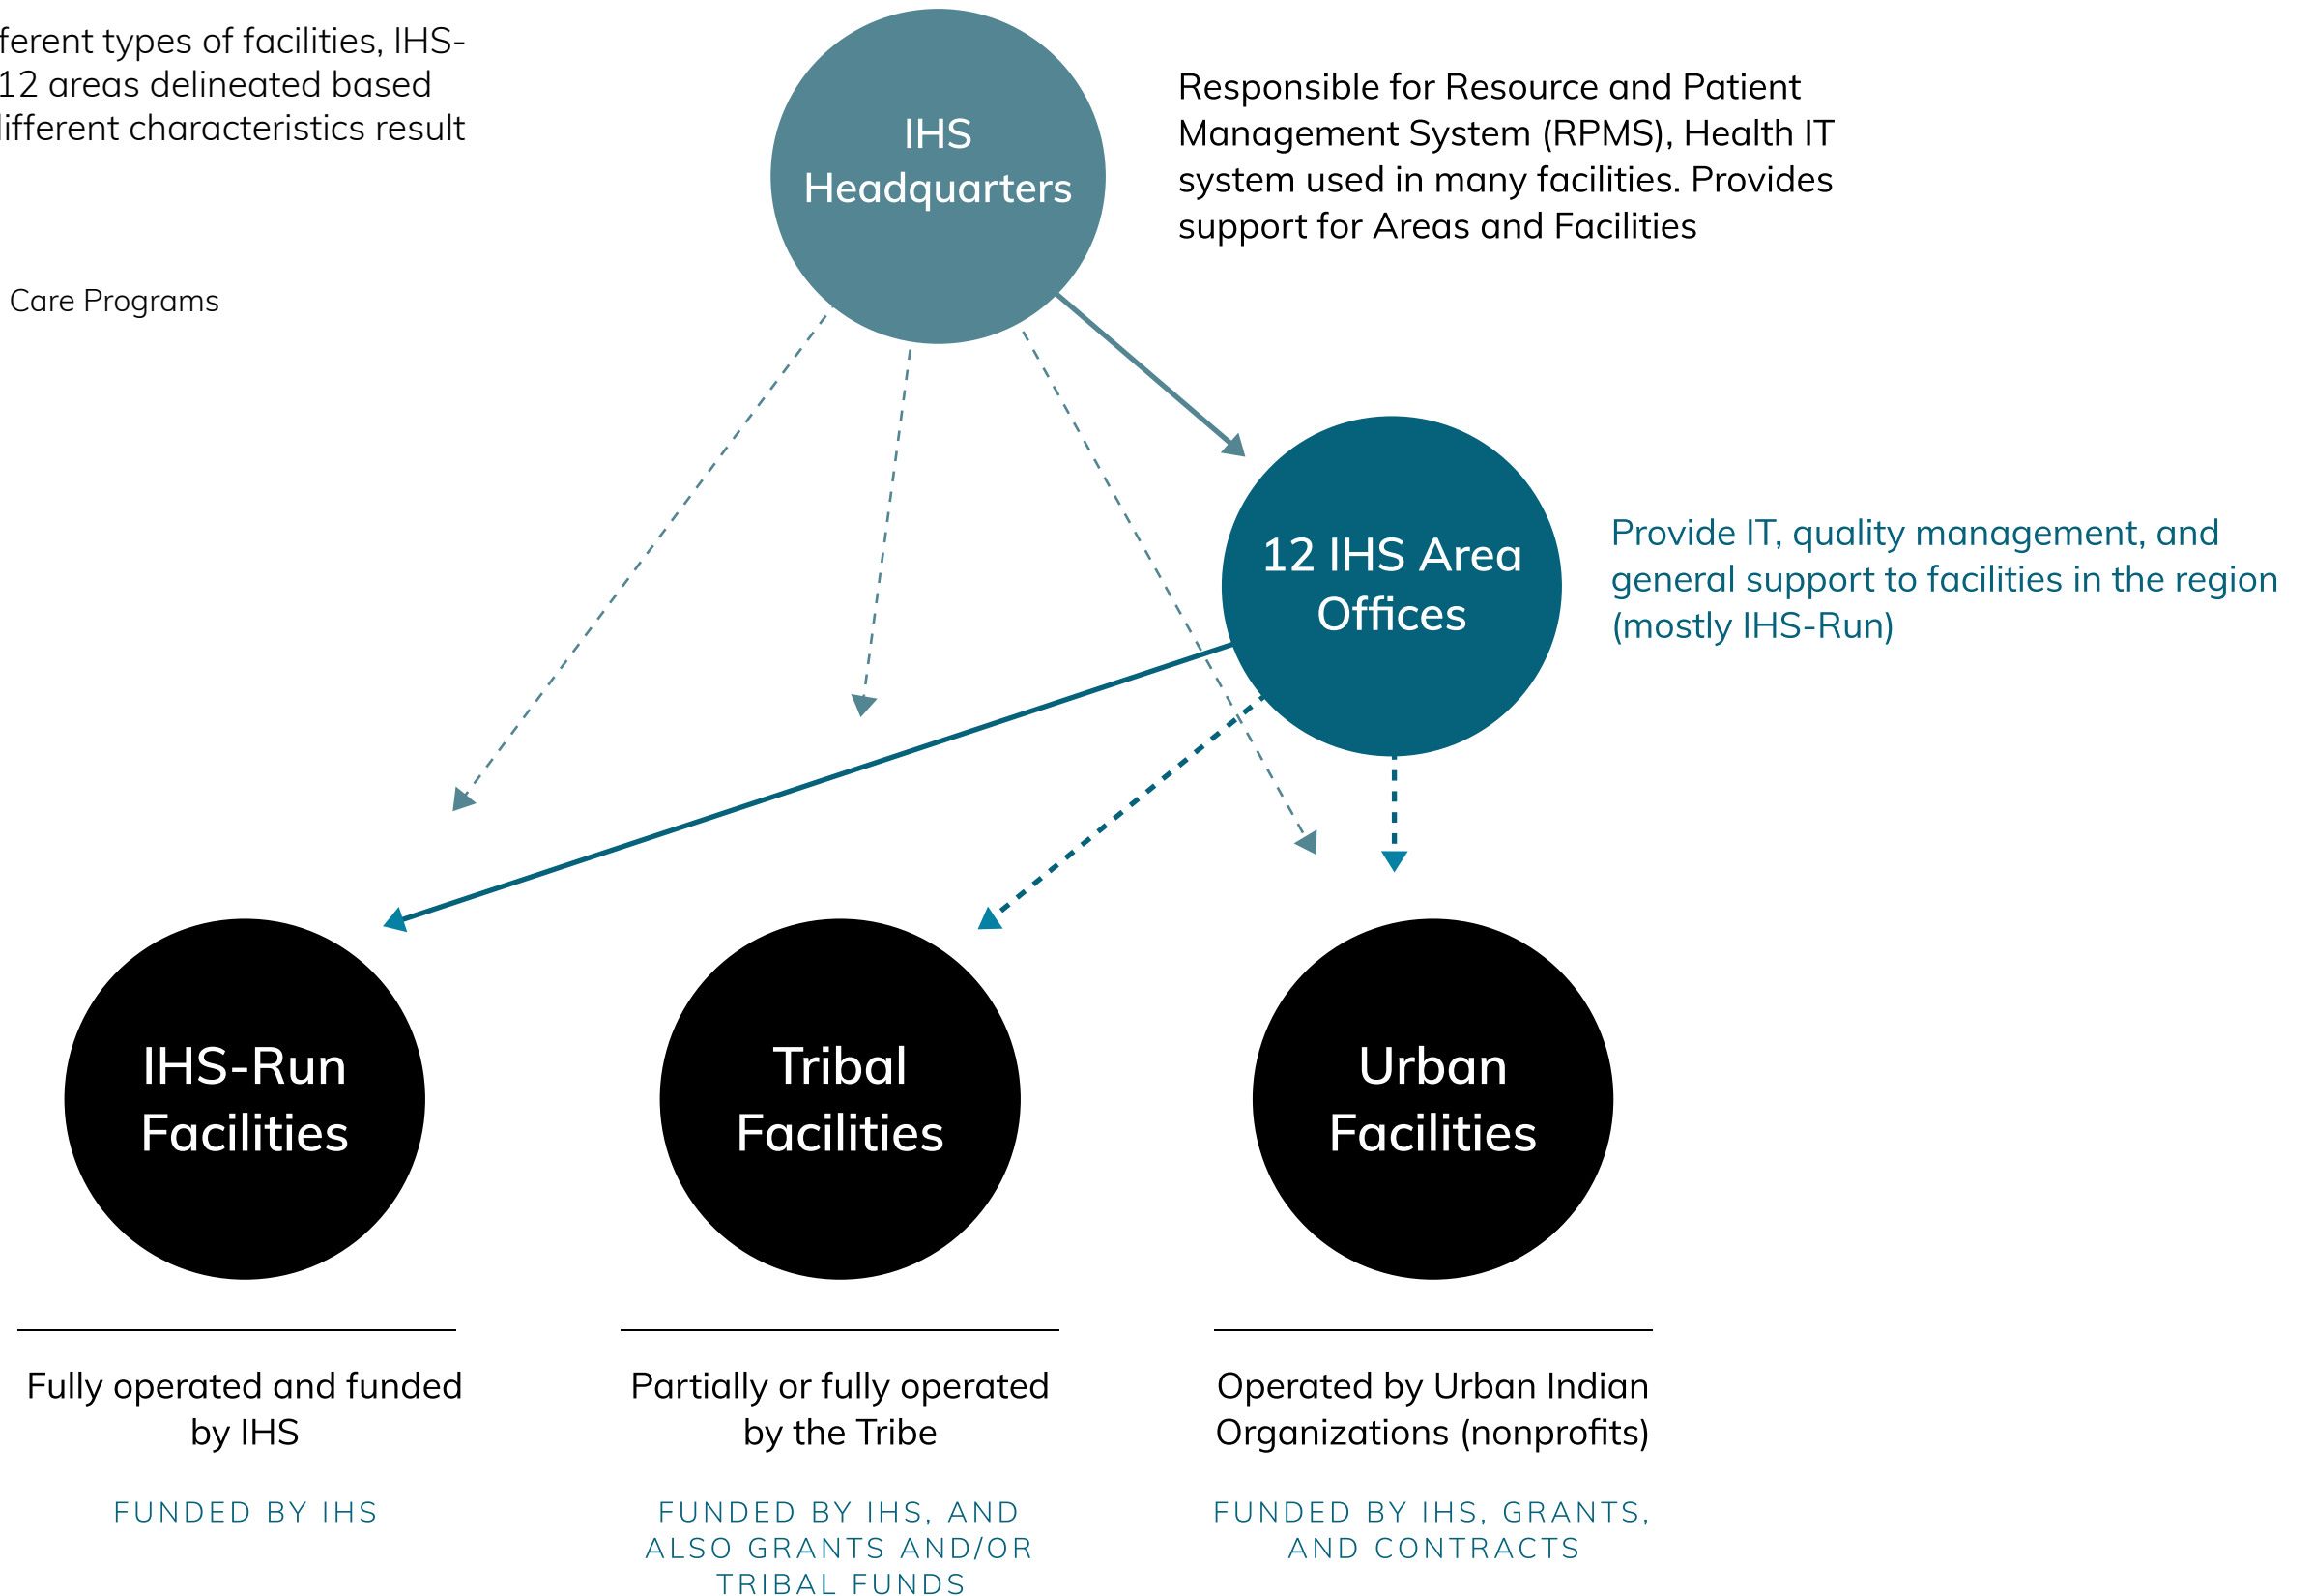 ferent types of facilities, IHS-
12 areas delineated based
ifferent characteristics result
Care Programs
IHS
Headquarters
Responsible for Resource and Patient
Management System (RPMS), Health IT
system used in many facilities. Provides
support for Areas and Facilities
12 IHS Area
Offices
Provide IT, quality management, and
general support to facilities in the region
(mostly IHS-Run)
IHS-Run
Facilities
Tribal
Facilities
Urban
Facilities
Fully operated and funded
by IHS
FUNDED BY IHS
Partially or fully operated
by the Tribe
FUNDED BY IHS, AND
ALSO GRANTS AND/OR
TRIBAL FUNDS
Operated by Urban Indian
Organizations (nonprofits)
FUNDED BY IHS, GRANTS,
AND CONTRACTS